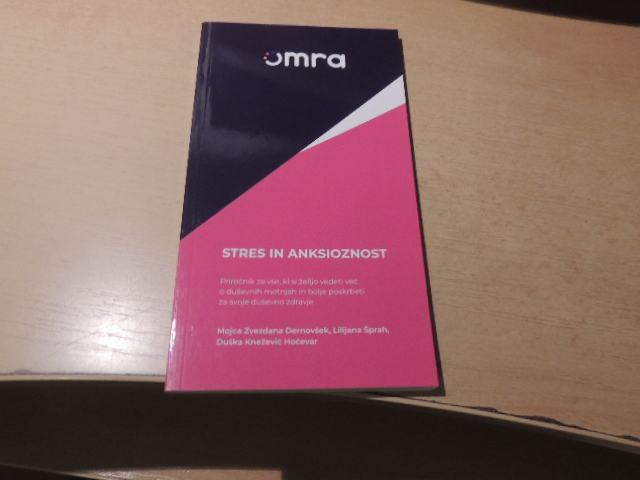 omra
STRES IN ANKSIOZNOST
Priročnik za vse, ki si želijo vedeti več
o duševnih motnjah in bolje poskrbeti
za svoje duševno zdravje
Mojca Zvezdana Dernovšek, Lilijana Šprah,
Duška Knežević Hočevar